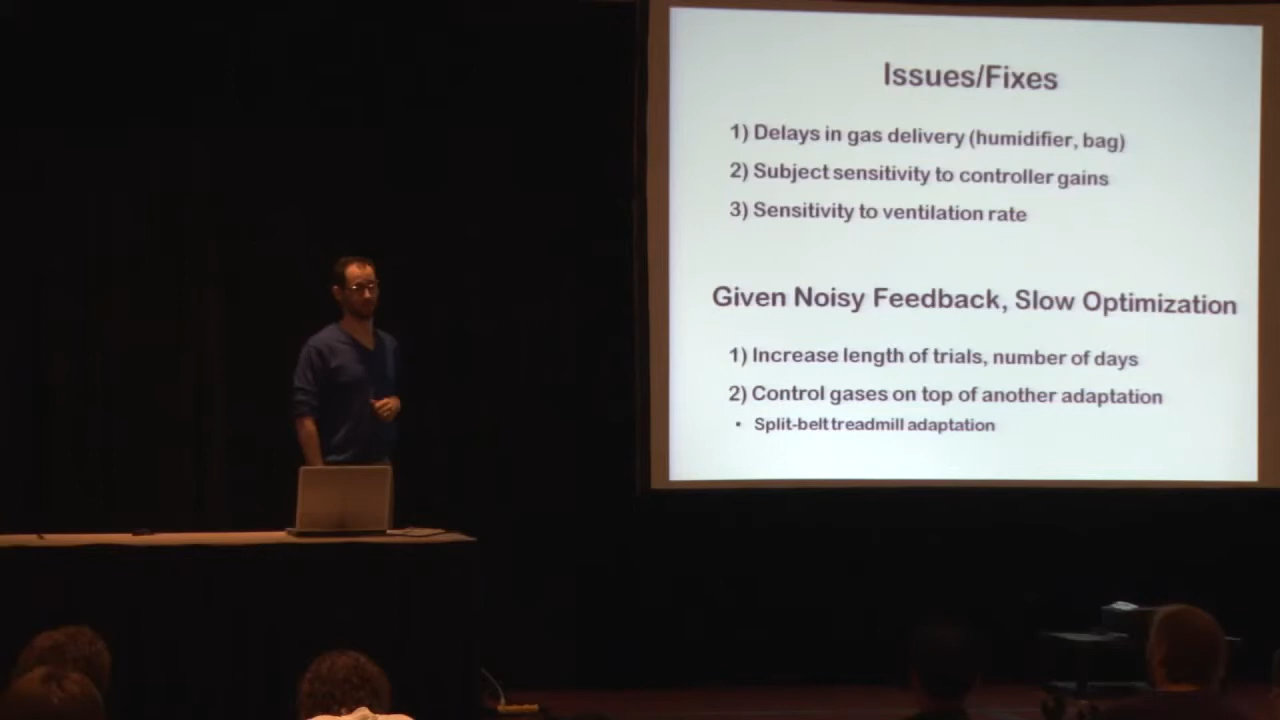 Issues/Fixes
1) Delays in gas delivery (humidifier, bag)
2) Subject sensitivity to controller gains
3) Sensitivity to ventilation rate
Given Noisy Feedback, Slow Optimization
1) Increase length of trials, number of days
2) Control gases on top of another adaptation
• Split-belt treadmill adaptation